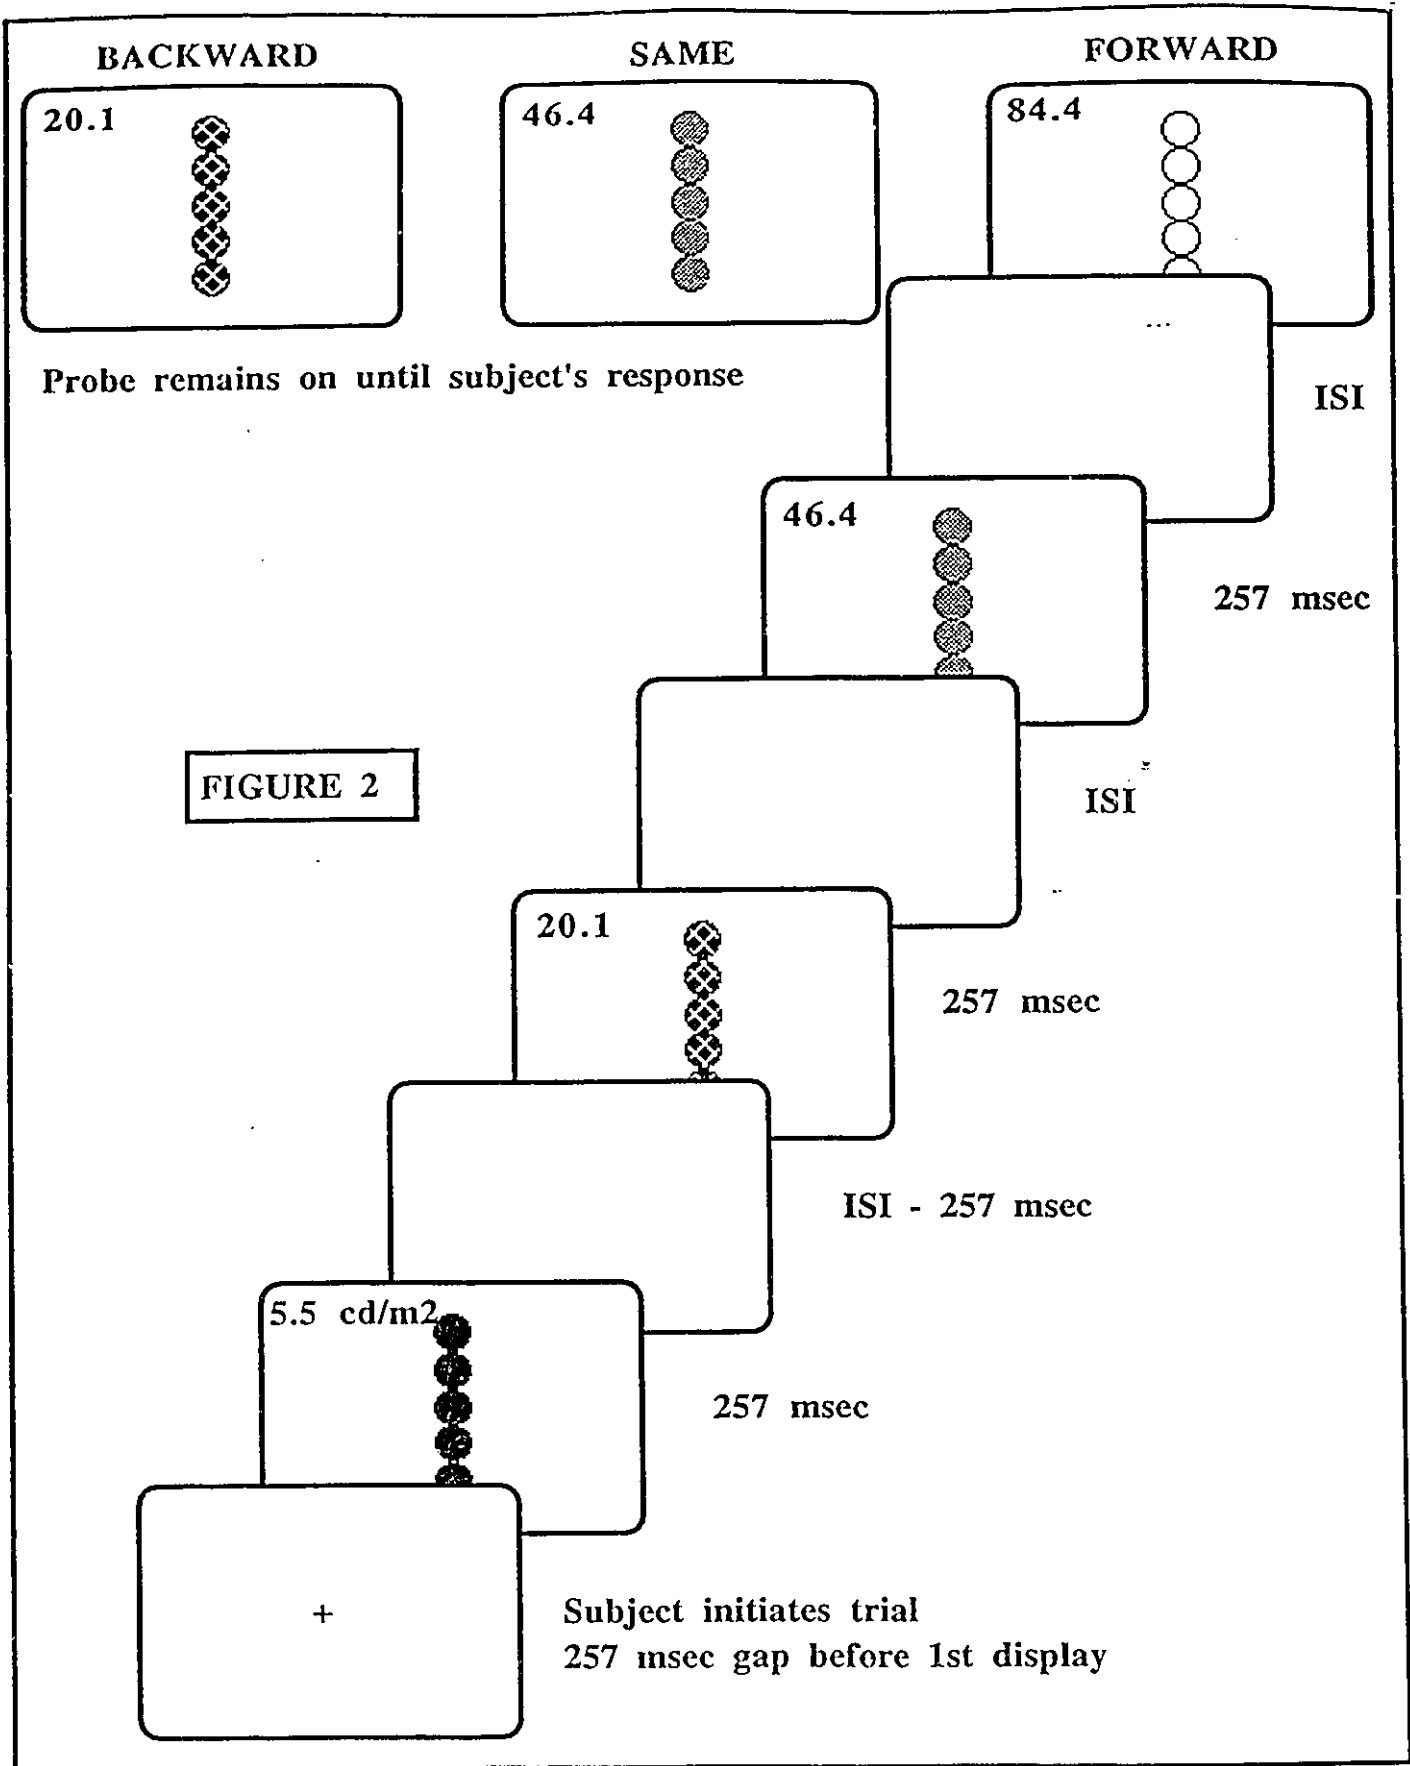 BACKWARD SAME FORWARD
20.1 46.4 84.4
...
Probe remains on until subject's response
ISI
46.4
257 msec
FIGURE 2
ISI
20.1
257 msec
ISI - 257 msec
5.5 cd/m2
257 msec
+
Subject initiates trial
257 msec gap before 1st display